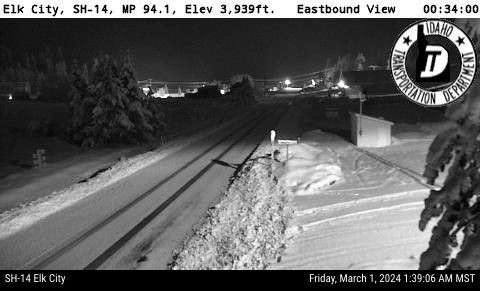 Elk City, SH-14, MP 94.1, Elev 3,939ft. Eastbound View 00:34:00
IDAHO
TRANSPORTATION DEPARTMENT
SH-14 Elk City Friday, March 1, 2024 1:39:06 AM MST